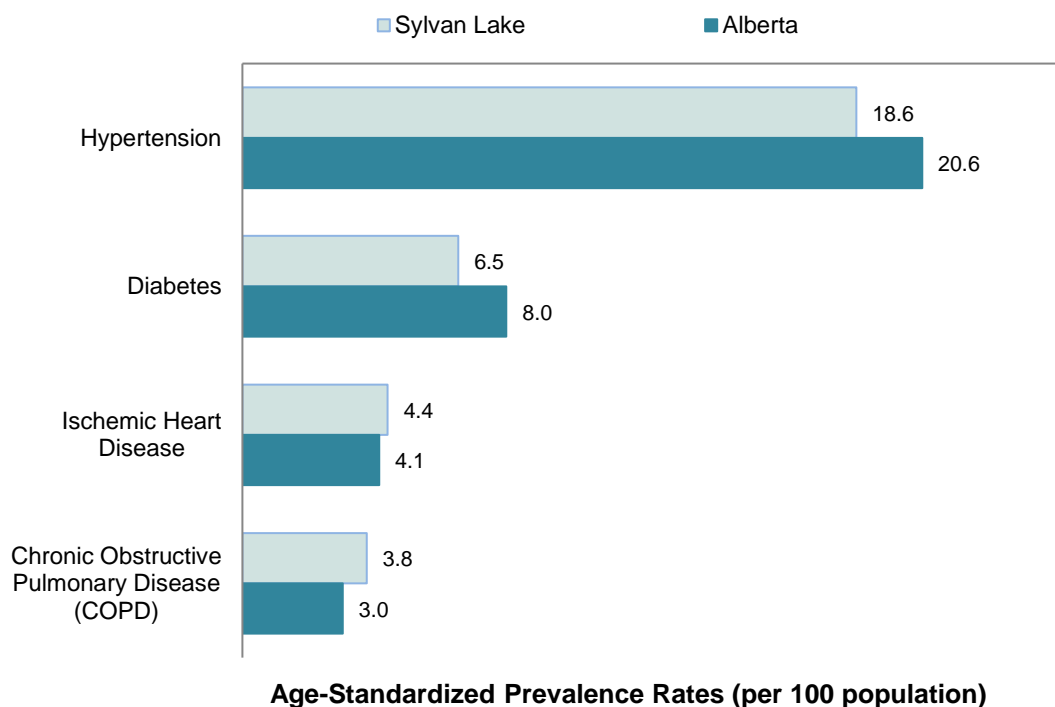 Sylvan Lake
Alberta
Hypertension
18.6
20.6
Diabetes
6.5
8.0
Ischemic Heart
Disease
4.4
4.1
Chronic Obstructive
Pulmonary Disease
(COPD)
3.8
3.0
Age-Standardized Prevalence Rates (per 100 population)